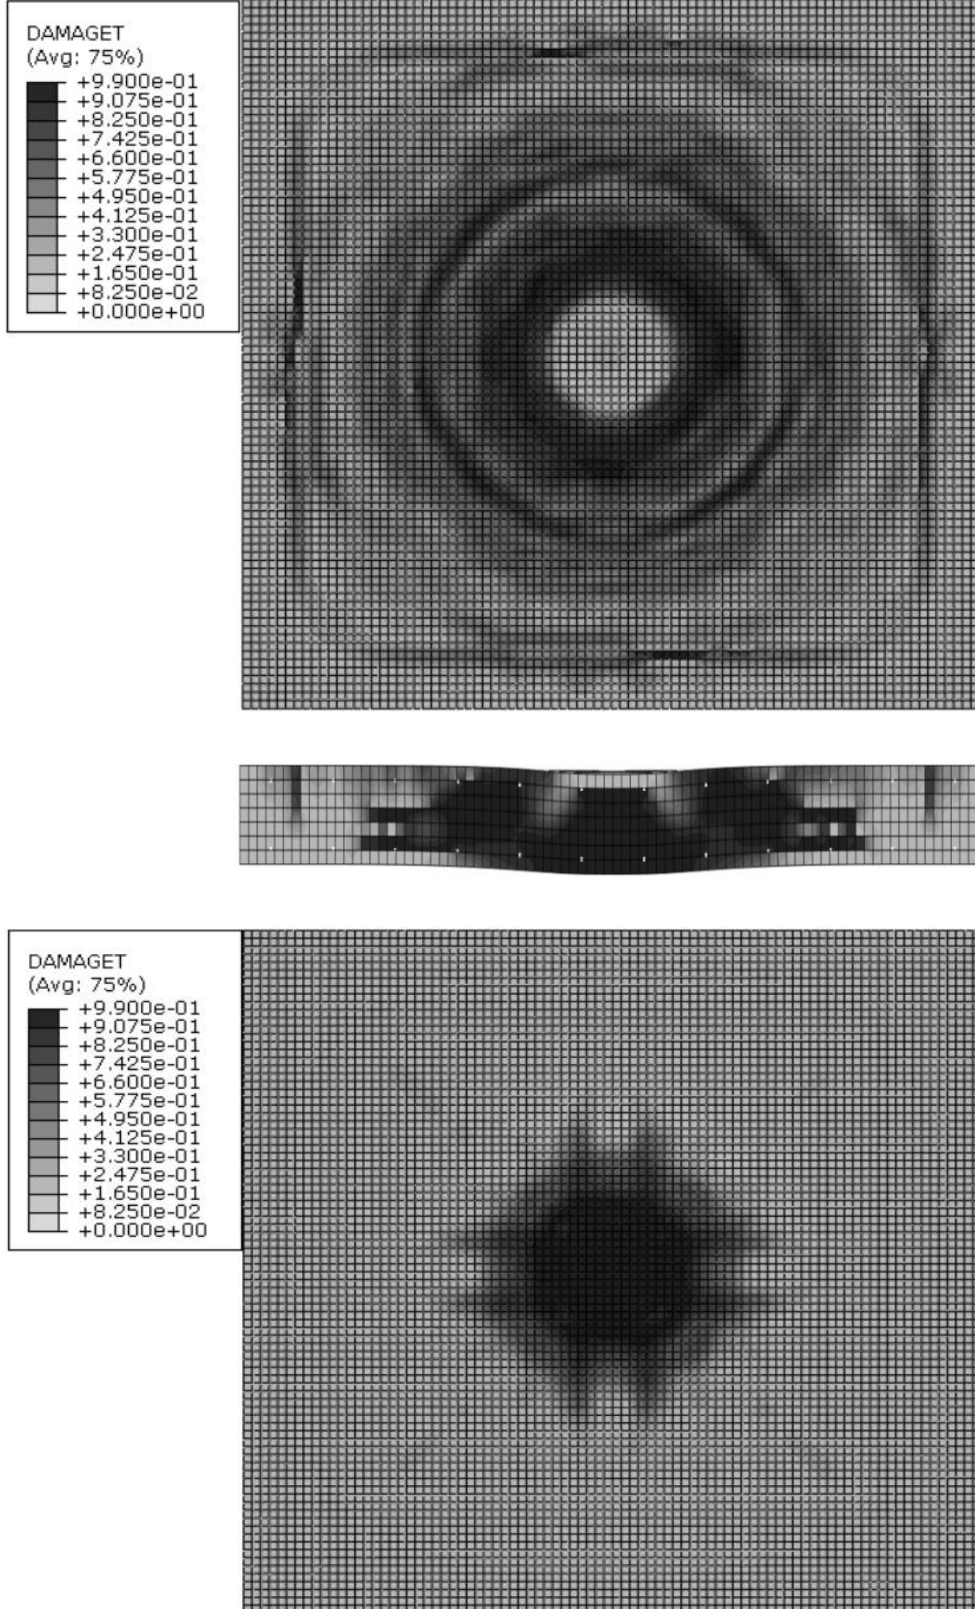 DAMAGET
(Avg: 75%)
+9.900e-01
+9.075e-01
+8.250e-01
+7.425e-01
+6.600e-01
+5.775e-01
+4.950e-01
+4.125e-01
+3.300e-01
+2.475e-01
+1.650e-01
+8.250e-02
+0.000e+00
DAMAGET
(Avg: 75%)
+9.900e-01
+9.075e-01
+8.250e-01
+7.425e-01
+6.600e-01
+5.775e-01
+4.950e-01
+4.125e-01
+3.300e-01
+2.475e-01
+1.650e-01
+8.250e-02
+0.000e+00